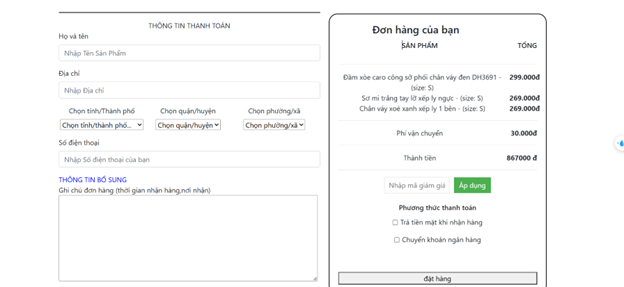 THÔNG TIN THANH TOÁN
Họ và tên
Nhập Tên Sản Phẩm
Địa chỉ
Nhập Địa chỉ
Chọn tỉnh/Thành phố Chọn quận/huyện Chọn phường/xã
Chọn tỉnh/thành phố... Chọn quận/huyện Chọn phường/xã
Số điện thoại
Nhập Số điện thoại của bạn
THÔNG TIN BỔ SUNG
Ghi chú đơn hàng (thời gian nhận hàng,nơi nhận)
Đơn hàng của bạn
SẢN PHẨM TỔNG
Đầm xòe caro công sở phối chân váy đen DH3691 - 299.000đ
(size: S)
Sơ mi trắng tay lỡ xếp ly ngực - (size: S) 269.000đ
Chân váy xoè xanh xếp ly 1 bên - (size: S) 269.000đ
Phí vận chuyển 30.000đ
Thành tiền 867000 đ
Nhập mã giảm giá Áp dụng
Phương thức thanh toán
Trả tiền mặt khi nhận hàng
Chuyển khoản ngân hàng
đặt hàng